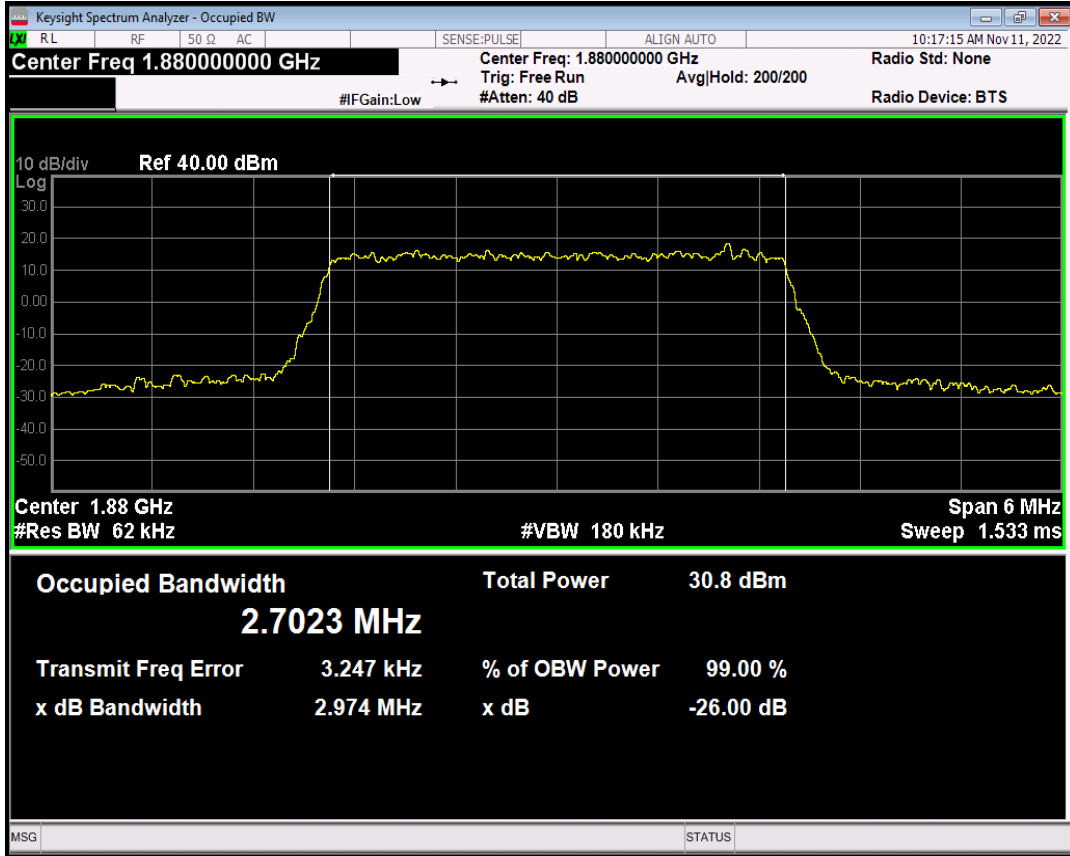 Keysight Spectrum Analyzer - Occupied BW
LXI RL RF 50 Ω AC SENSE:PULSE ALIGN AUTO 10:17:15 AM Nov 11, 2022
Center Freq 1.880000000 GHz Center Freq: 1.880000000 GHz Radio Std: None
Trig: Free Run Avg|Hold: 200/200
#IFGain:Low #Atten: 40 dB Radio Device: BTS
10 dB/div Ref 40.00 dBm
Log
30.0
20.0
10.0
0.00
-10.0
-20.0
-30.0
-40.0
-50.0
Center 1.88 GHz Span 6 MHz
#Res BW 62 kHz #VBW 180 kHz Sweep 1.533 ms
Occupied Bandwidth Total Power 30.8 dBm
2.7023 MHz
Transmit Freq Error 3.247 kHz % of OBW Power 99.00 %
x dB Bandwidth 2.974 MHz x dB -26.00 dB
MSG STATUS